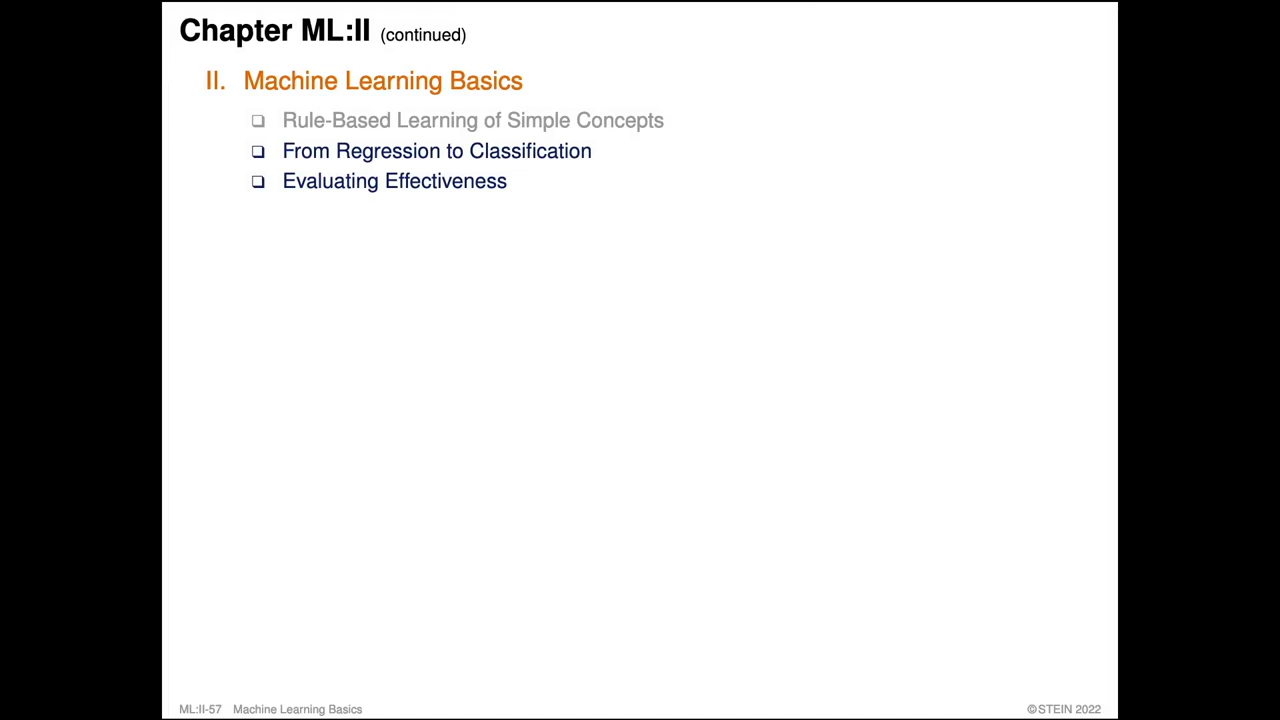 Chapter ML:II (continued)
II. Machine Learning Basics
❑ Rule-Based Learning of Simple Concepts
❑ From Regression to Classification
❑ Evaluating Effectiveness
ML:II-57 Machine Learning Basics ©STEIN 2022